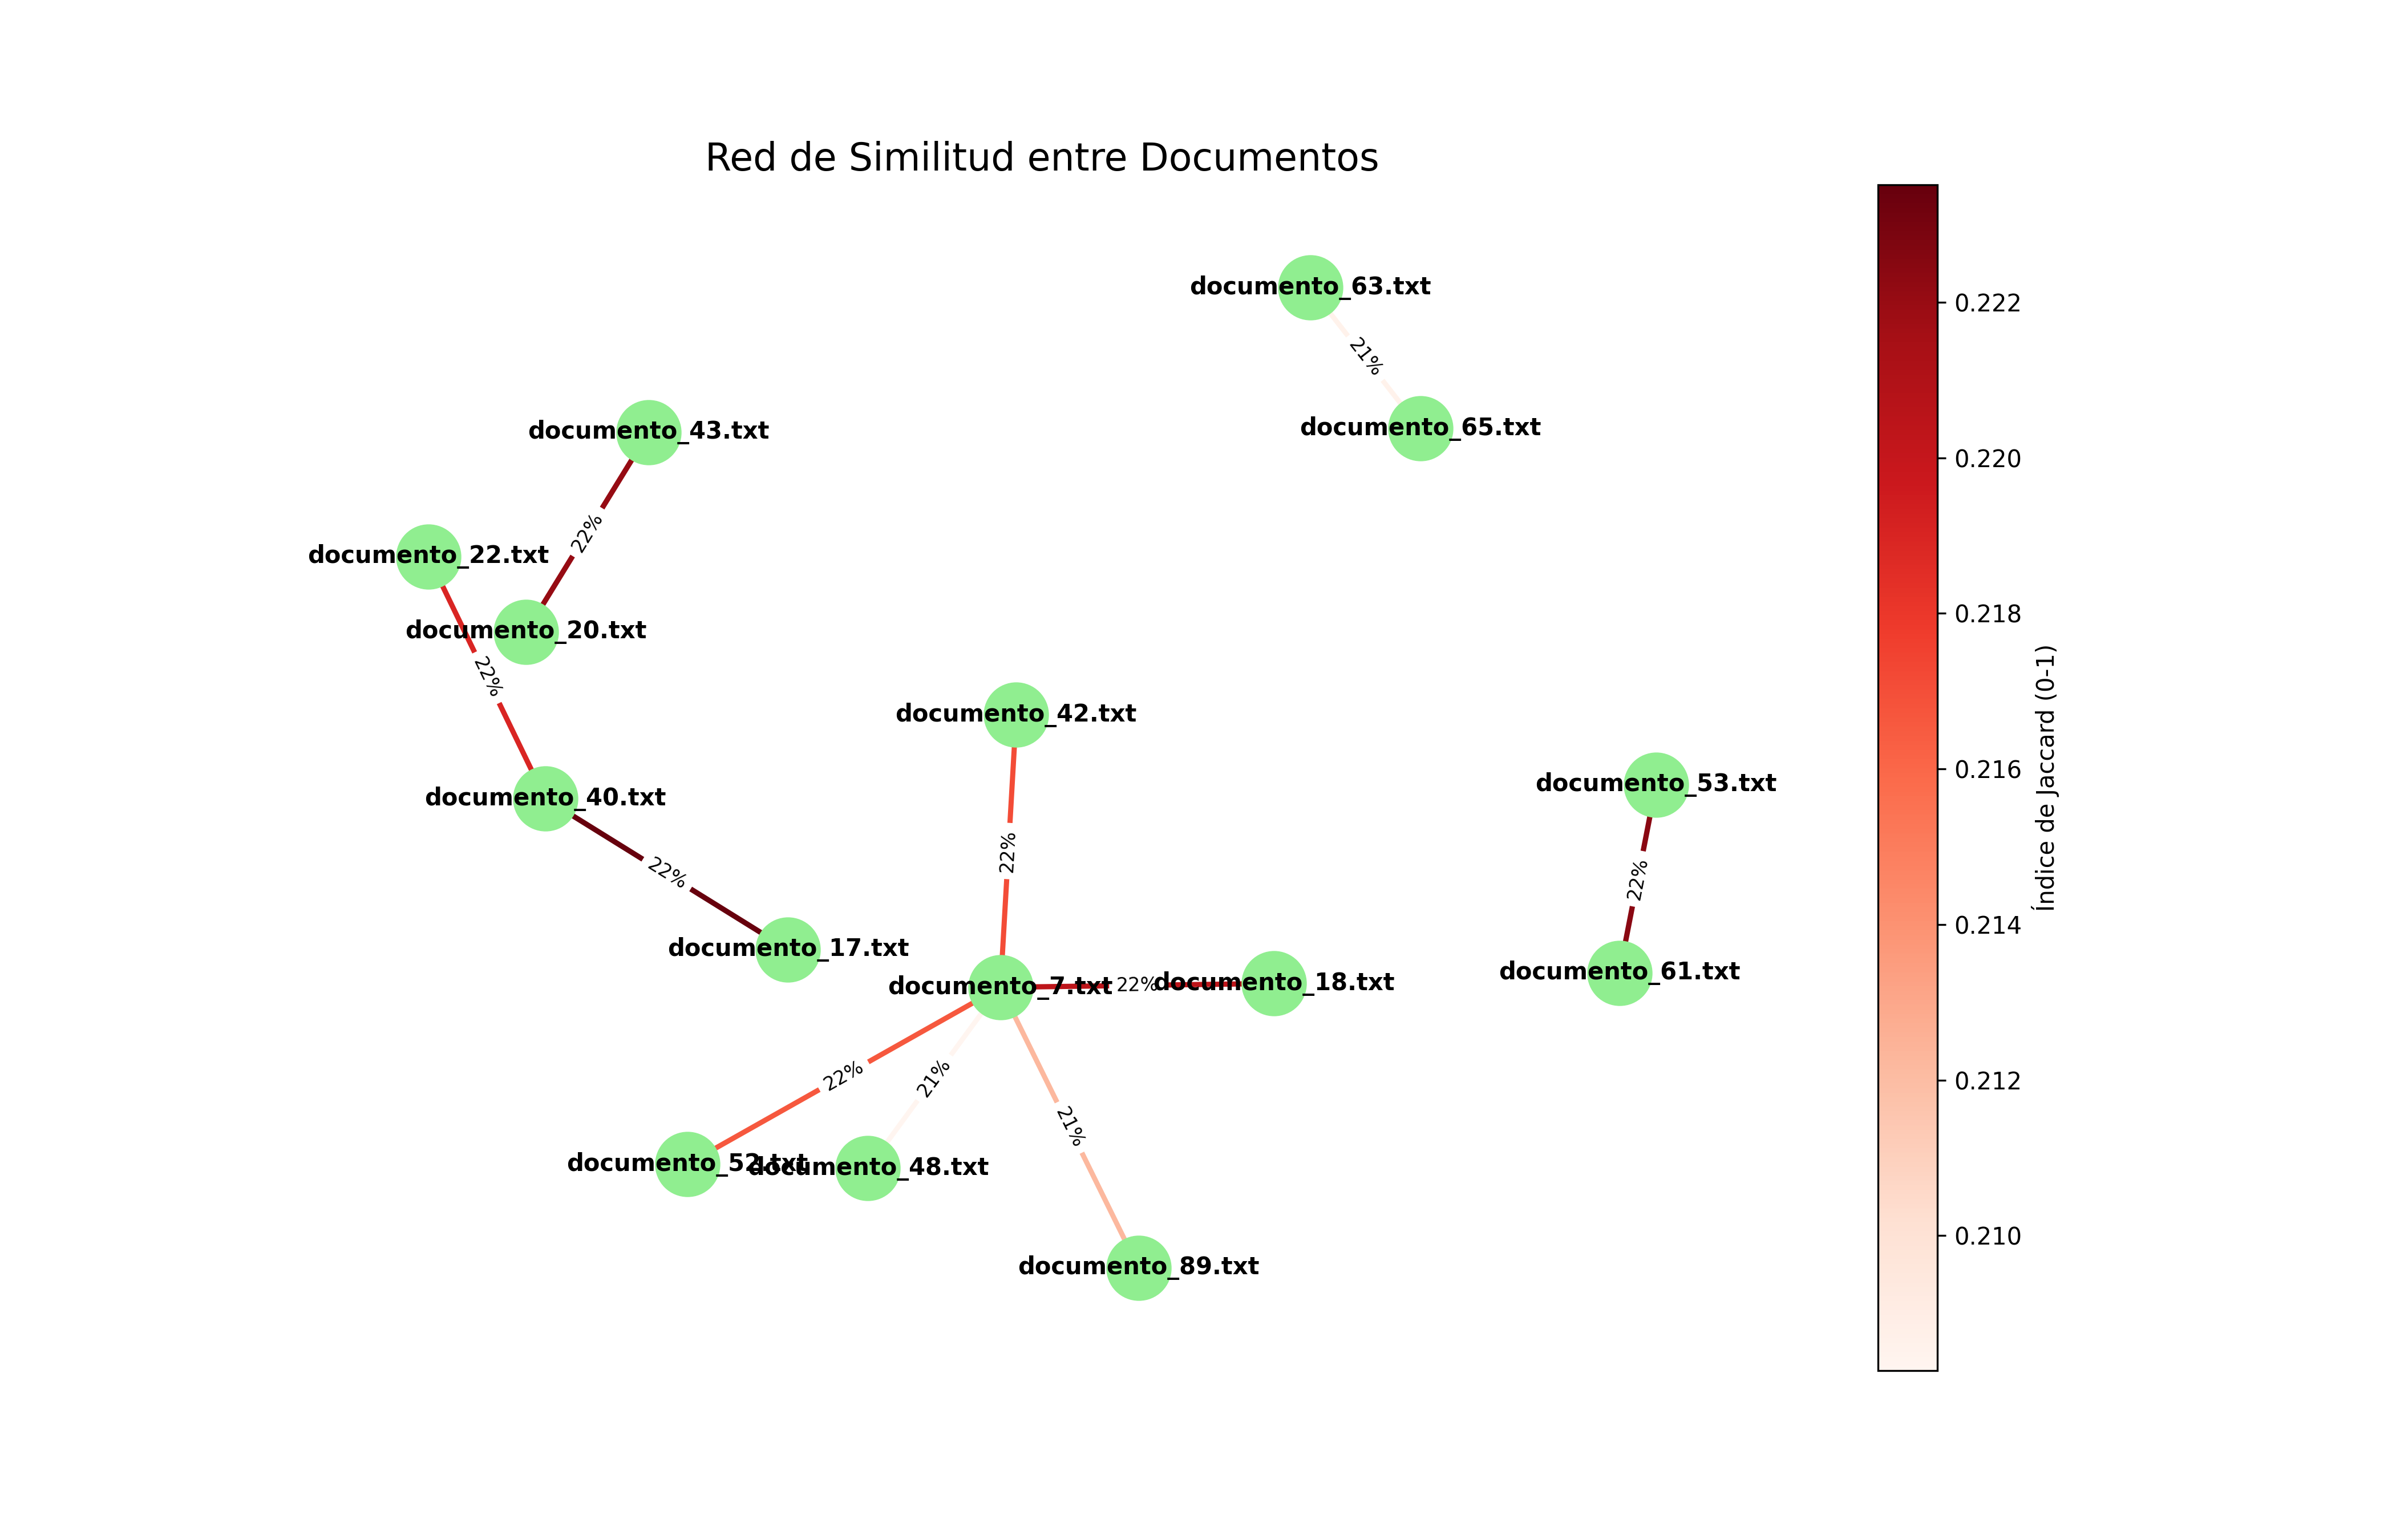 Red de Similitud entre Documentos
documento_63.txt
21%
documento_65.txt
documento_43.txt
22%
documento_22.txt
documento_20.txt
22%
documento_42.txt
documento_40.txt
documento_53.txt
22%
22%
22%
documento_17.txt
documento_7.txt
22%
documento_18.txt
documento_61.txt
22%
21%
21%
documento_52.txt
documento_48.txt
documento_89.txt
0.222
0.220
0.218
0.216
0.214
0.212
0.210
Índice de Jaccard (0-1)